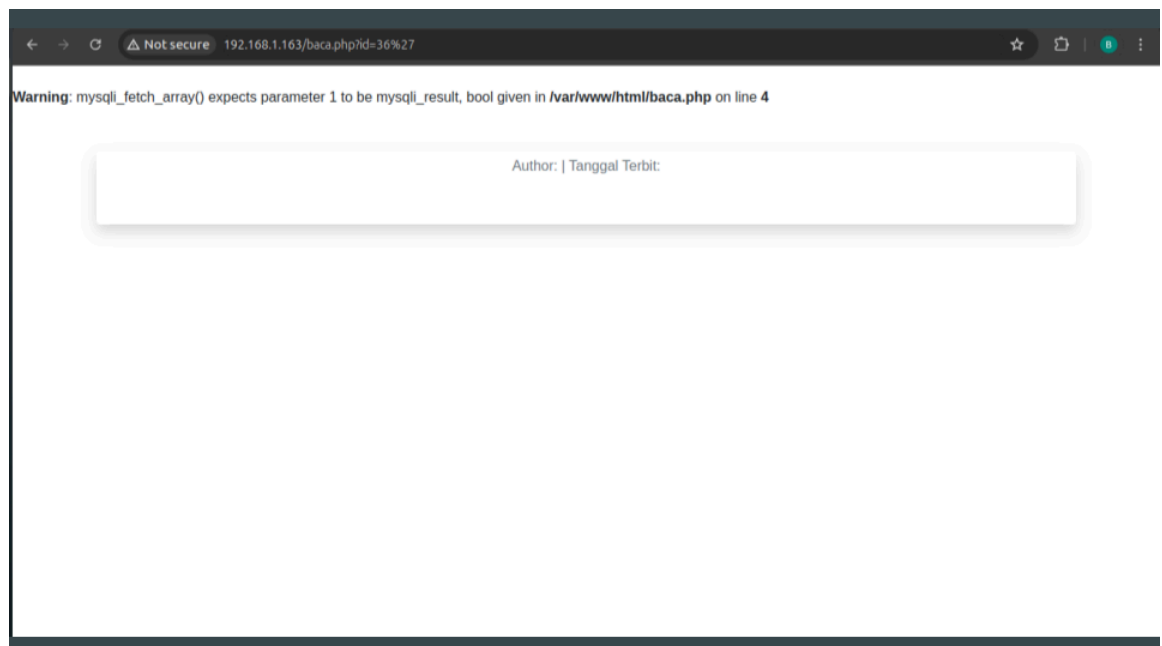 Not secure 192.168.1.163/baca.php?id=36%27 B
Warning: mysqli_fetch_array() expects parameter 1 to be mysqli_result, bool given in /var/www/html/baca.php on line 4
Author: | Tanggal Terbit: